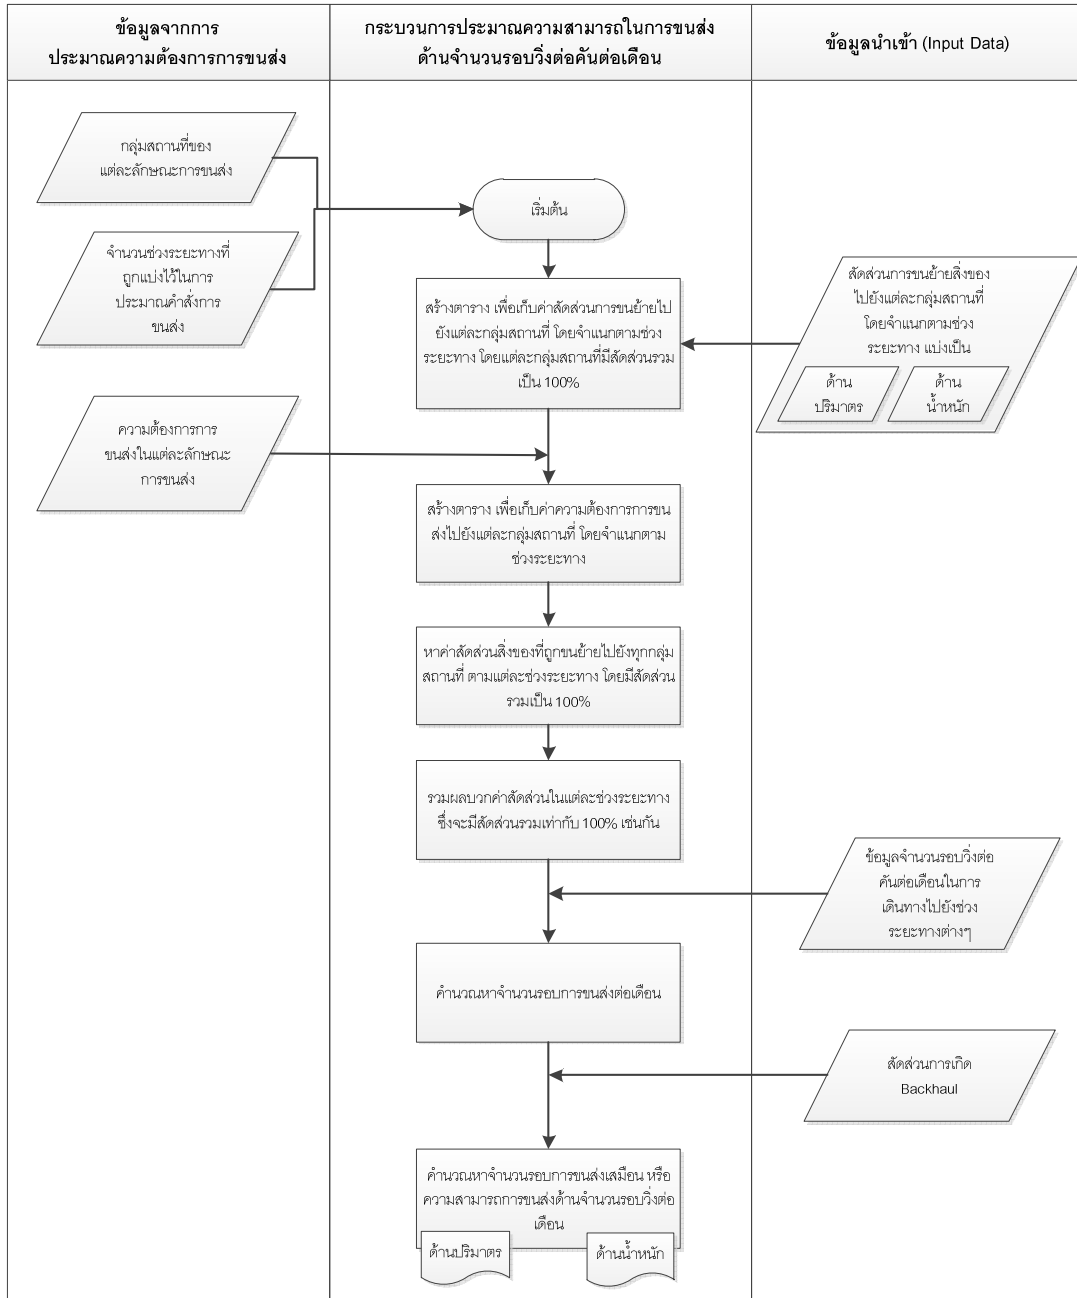 ข้อมูลจากการ
ประมาณความต้องการการขนส่ง
กระบวนการประมาณความสามารถในการขนส่ง
ด้านจำนวนรอบวิ่งต่อคันต่อเดือน
ข้อมูลนำเข้า (Input Data)
กลุ่มสถานที่ของ
แต่ละลักษณะการขนส่ง
เริ่มต้น
จำนวนช่วงระยะทางที่
ถูกแบ่งไว้ในการ
ประมาณคำสั่งการ
ขนส่ง
สร้างตาราง เพื่อเก็บค่าสัดส่วนการขนย้ายไป
ยังแต่ละกลุ่มสถานที่ โดยจำแนกตามช่วง
ระยะทาง โดยแต่ละกลุ่มสถานที่มีสัดส่วนรวม
เป็น 100%
สัดส่วนการขนย้ายสิ่งของ
ไปยังแต่ละกลุ่มสถานที่
โดยจำแนกตามช่วง
ระยะทาง แบ่งเป็น
ด้าน
ปริมาตร
ด้าน
น้ำหนัก
ความต้องการการ
ขนส่งในแต่ละลักษณะ
การขนส่ง
สร้างตาราง เพื่อเก็บค่าความต้องการการขน
ส่งไปยังแต่ละกลุ่มสถานที่ โดยจำแนกตาม
ช่วงระยะทาง
หาค่าสัดส่วนสิ่งของที่ถูกขนย้ายไปยังทุกกลุ่ม
สถานที่ ตามแต่ละช่วงระยะทาง โดยมีสัดส่วน
รวมเป็น 100%
รวมผลบวกค่าสัดส่วนในแต่ละช่วงระยะทาง
ซึ่งจะมีสัดส่วนรวมเท่ากับ 100% เช่นกัน
ข้อมูลจำนวนรอบวิ่งต่อ
คันต่อเดือนในการ
เดินทางไปยังช่วง
ระยะทางต่างๆ
คำนวณหาจำนวนรอบการขนส่งต่อเดือน
สัดส่วนการเกิด
Backhaul
คำนวณหาจำนวนรอบการขนส่งเสมือน หรือ
ความสามารถการขนส่งด้านจำนวนรอบวิ่งต่อ
เดือน
ด้านปริมาตร
ด้านน้ำหนัก